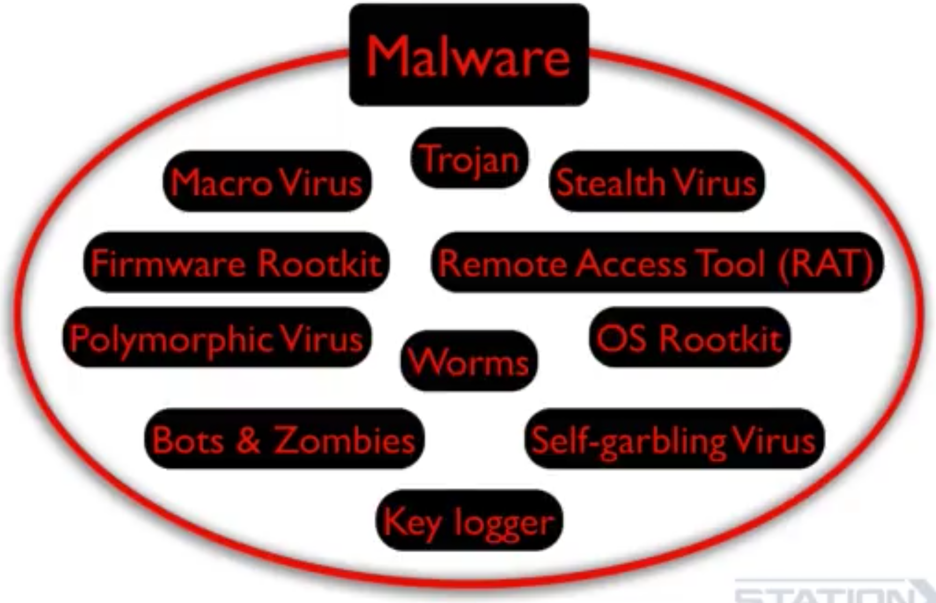 Malware
Trojan
Macro Virus
Stealth Virus
Firmware Rootkit
Remote Access Tool (RAT)
Polymorphic Virus
OS Rootkit
Worms
Bots & Zombies
Self-garbling Virus
Key logger
STATION